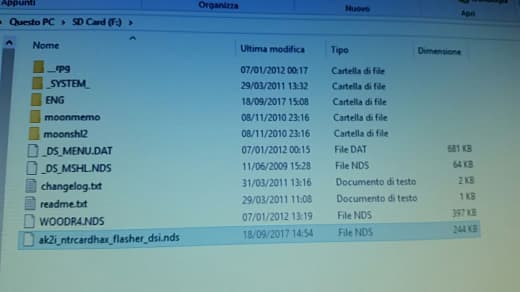 Appunti Organizza Nuovo Apri
Questo PC > SD Card (F:) >
Nome Ultima modifica Tipo Dimensione
__rpg 07/01/2012 00:17 Cartella di file
_SYSTEM_ 29/03/2011 13:32 Cartella di file
ENG 18/09/2017 15:08 Cartella di file
moonmemo 08/11/2010 23:16 Cartella di file
moonshl2 08/11/2010 23:16 Cartella di file
_DS_MENU.DAT 07/01/2012 00:15 File DAT 681 KB
_DS_MSHL.NDS 11/06/2009 15:28 File NDS 64 KB
changelog.txt 31/03/2011 13:16 Documento di testo 2 KB
readme.txt 29/03/2011 11:08 Documento di testo 1 KB
WOODR4.NDS 07/01/2012 13:19 File NDS 397 KB
ak2i_ntrcardhax_flasher_dsi.nds 18/09/2017 14:54 File NDS 244 KB